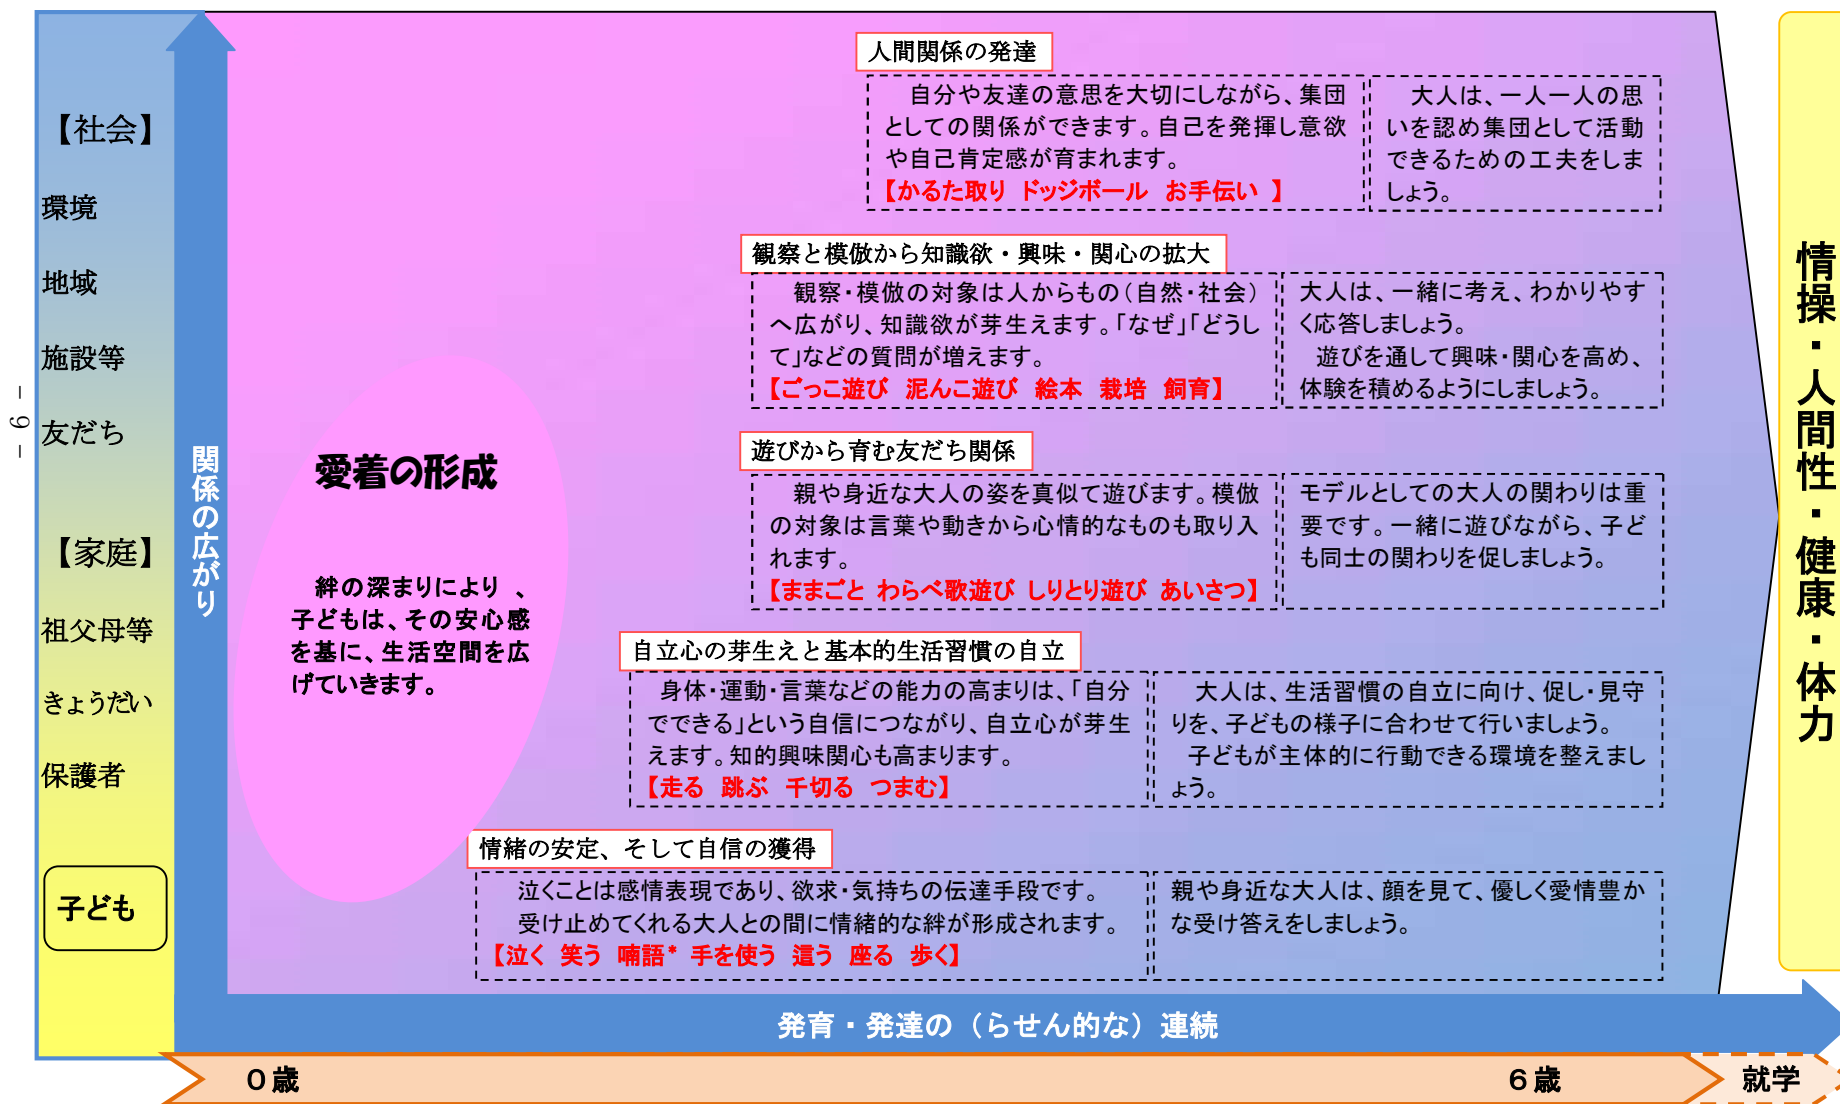 【社会】
環境
地域
施設等
友だち
【家庭】
祖父母等
きょうだい
保護者
子ども
- 9 -
関係の広がり
愛着の形成
絆の深まりにより 、
子どもは、その安心感
を基に、生活空間を広
げていきます。
人間関係の発達
自分や友達の意思を大切にしながら、集団
としての関係ができます。自己を発揮し意欲
や自己肯定感が育まれます。
【かるた取り ドッジボール お手伝い 】
大人は、一人一人の思
いを認め集団として活動
できるための工夫をしま
しょう。
観察と模倣から知識欲・興味・関心の拡大
観察・模倣の対象は人からもの(自然・社会)
へ広がり、知識欲が芽生えます。「なぜ」「どうし
て」などの質問が増えます。
【ごっこ遊び 泥んこ遊び 絵本 栽培 飼育】
大人は、一緒に考え、わかりやす
く応答しましょう。
遊びを通して興味・関心を高め、
体験を積めるようにしましょう。
遊びから育む友だち関係
親や身近な大人の姿を真似て遊びます。模倣
の対象は言葉や動きから心情的なものも取り入
れます。
【ままごと わらべ歌遊び しりとり遊び あいさつ】
モデルとしての大人の関わりは重
要です。一緒に遊びながら、子ど
も同士の関わりを促しましょう。
自立心の芽生えと基本的生活習慣の自立
身体・運動・言葉などの能力の高まりは、「自分
でできる」という自信につながり、自立心が芽生
えます。知的興味関心も高まります。
【走る 跳ぶ 千切る つまむ】
大人は、生活習慣の自立に向け、促し・見守
りを、子どもの様子に合わせて行いましょう。
子どもが主体的に行動できる環境を整えまし
ょう。
情緒の安定、そして自信の獲得
泣くことは感情表現であり、欲求・気持ちの伝達手段です。
受け止めてくれる大人との間に情緒的な絆が形成されます。
【泣く 笑う 喃語* 手を使う 這う 座る 歩く】
親や身近な大人は、顔を見て、優しく愛情豊か
な受け答えをしましょう。
情操・人間性・健康・体力
発育・発達の(らせん的な)連続
0歳
6歳
就学